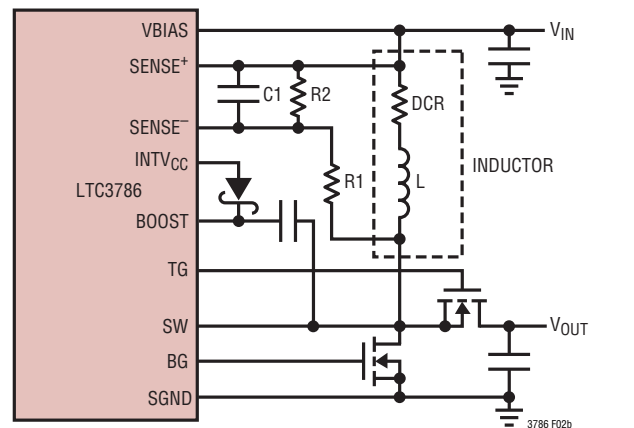 VBIAS
V_IN
SENSE+
C1
R2
DCR
SENSE–
INTV_CC
LTC3786
R1
L
INDUCTOR
BOOST
TG
SW
V_OUT
BG
SGND
3786 F02b